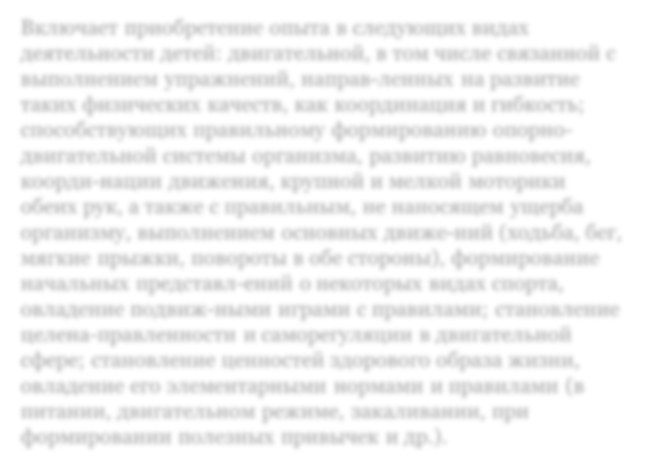 Включает приобретение опыта в следующих видах
деятельности детей: двигательной, в том числе связанной с
выполнением упражнений, направ-ленных на развитие
таких физических качеств, как координация и гибкость;
способствующих правильному формированию опорно-
двигательной системы организма, развитию равновесия,
коорди-нации движения, крупной и мелкой моторики
обеих рук, а также с правильным, не наносящем ущерба
организму, выполнением основных движе-ний (ходьба, бег,
мягкие прыжки, повороты в обе стороны), формирование
начальных представл-ений о некоторых видах спорта,
овладение подвиж-ными играми с правилами; становление
целена-правленности и саморегуляции в двигательной
сфере; становление ценностей здорового образа жизни,
овладение его элементарными нормами и правилами (в
питании, двигательном режиме, закаливании, при
формировании полезных привычек и др.).